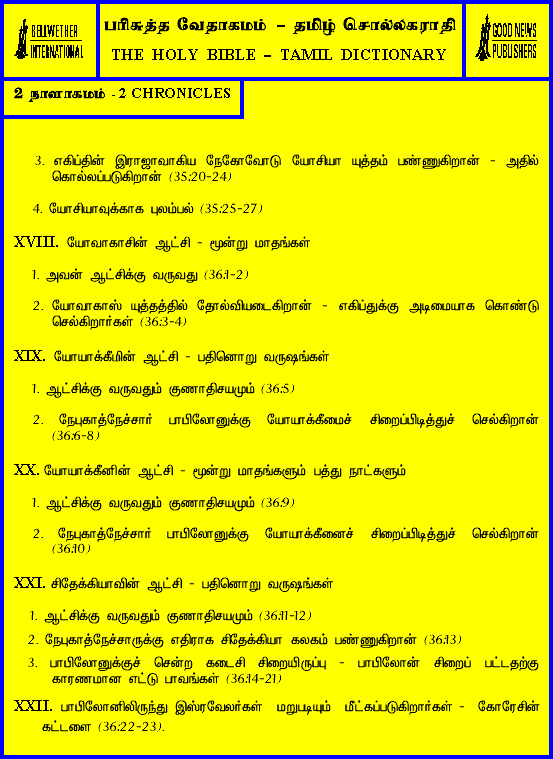 BELLWETHER
INTERNATIONAL
பரிசுத்த வேதாகமம் – தமிழ் சொல்லகராதி
THE HOLY BIBLE – TAMIL DICTIONARY
GOOD NEWS
PUBLISHERS
2 நாளாகமம் - 2 CHRONICLES
3. எகிப்தின் இராஜாவாகிய நேகோவோடு யோசியா யுத்தம் பண்ணுகிறான் - அதில்
கொல்லப்படுகிறான் (35:20-24)
4. யோசியாவுக்காக புலம்பல் (35:25-27)
XVIII. யோவாகாசின் ஆட்சி - மூன்று மாதங்கள்
1. அவன் ஆட்சிக்கு வருவது (36:1-2)
2. யோவாகாஸ் யுத்தத்தில் தோல்வியடைகிறான் - எகிப்துக்கு அடிமையாக கொண்டு
செல்கிறார்கள் (36:3-4)
XIX. யோயாக்கீமின் ஆட்சி - பதினொறு வருஷங்கள்
1. ஆட்சிக்கு வருவதும் குணாதிசயமும் (36:5)
2. நேபுகாத்நேச்சார் பாபிலோனுக்கு யோயாக்கீமைச் சிறைப்பிடித்துச் செல்கிறான்
(36:6-8)
XX. யோயாக்கீனின் ஆட்சி - மூன்று மாதங்களும் பத்து நாட்களும்
1. ஆட்சிக்கு வருவதும் குணாதிசயமும் (36:9)
2. நேபுகாத்நேச்சார் பாபிலோனுக்கு யோயாக்கீனைச் சிறைப்பிடித்துச் செல்கிறான்
(36:10)
XXI. சிதேக்கியாவின் ஆட்சி - பதினொறு வருஷங்கள்
1. ஆட்சிக்கு வருவதும் குணாதிசயமும் (36:11-12)
2. நேபுகாத்நேச்சாருக்கு எதிராக சிதேக்கியா கலகம் பண்ணுகிறான் (36:13)
3. பாபிலோனுக்குச் சென்ற கடைசி சிறையிருப்பு - பாபிலோன் சிறைப் பட்டதற்கு
காரணமான எட்டு பாவங்கள் (36:14-21)
XXII. பாபிலோனிலிருந்து இஸ்ரவேலர்கள் மறுபடியும் மீட்கப்படுகிறார்கள் - கோரேசின்
கட்டளை (36:22-23).